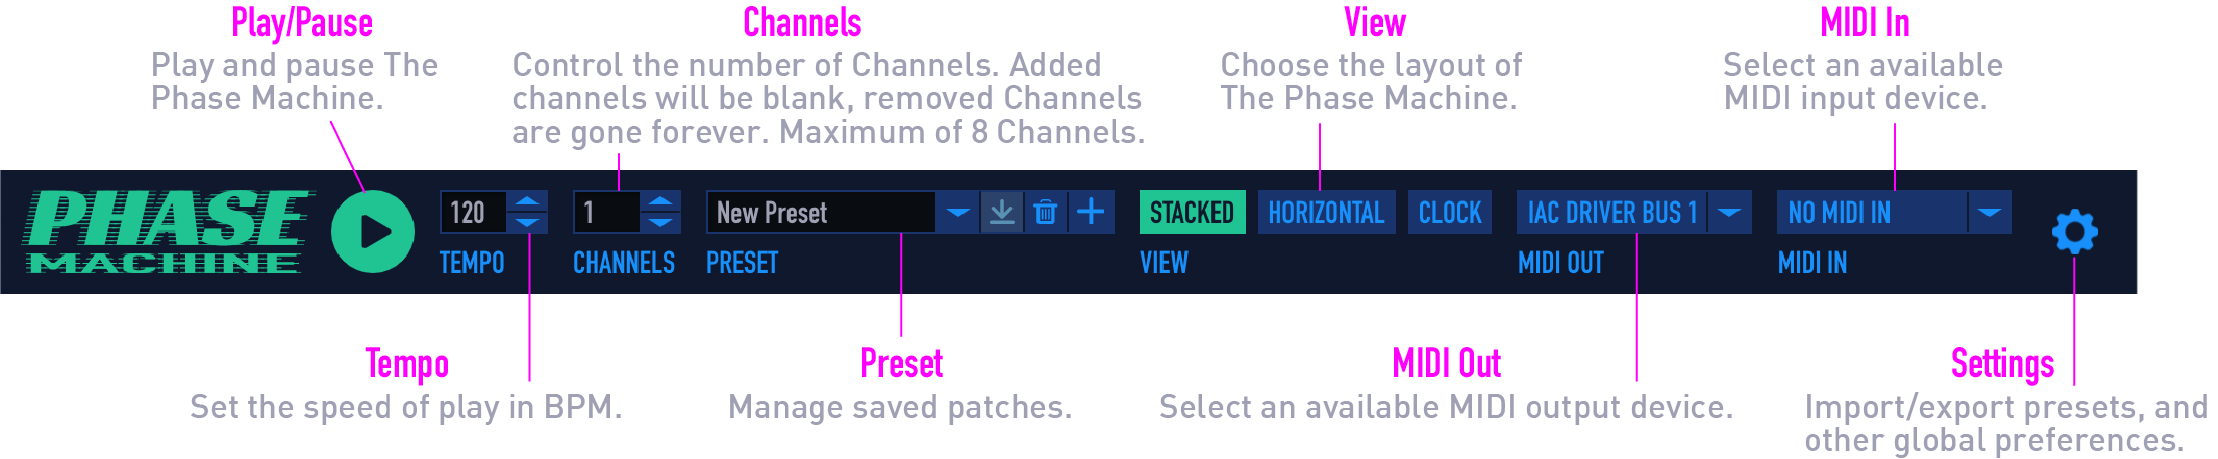 Play/Pause
Play and pause The
Phase Machine.
Channels
Control the number of Channels. Added
channels will be blank, removed Channels
are gone forever. Maximum of 8 Channels.
View
Choose the layout of
The Phase Machine.
MIDI In
Select an available
MIDI input device.
PHASE
MACHINE
120
TEMPO
1
CHANNELS
New Preset
PRESET
STACKED HORIZONTAL CLOCK
VIEW
IAC DRIVER BUS 1
MIDI OUT
NO MIDI IN
MIDI IN
Tempo
Set the speed of play in BPM.
Preset
Manage saved patches.
MIDI Out
Select an available MIDI output device.
Settings
Import/export presets, and
other global preferences.